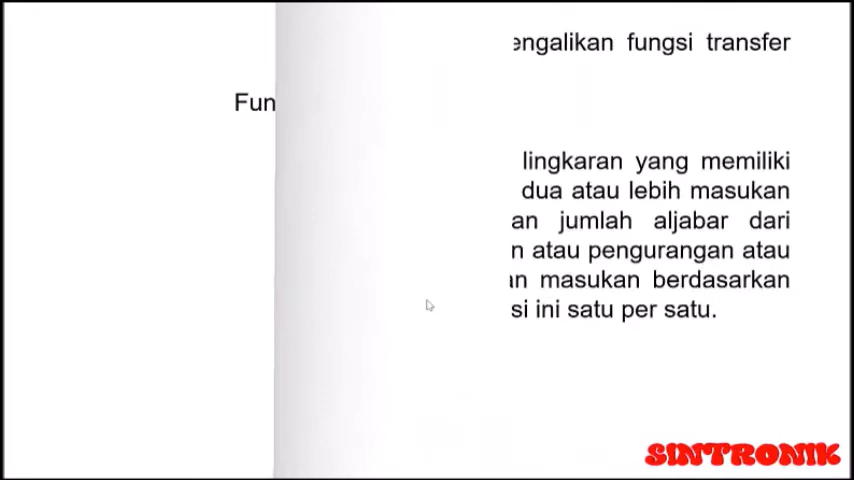 engalikan fungsi transfer
Fun
lingkaran yang memiliki
dua atau lebih masukan
an jumlah aljabar dari
n atau pengurangan atau
an masukan berdasarkan
si ini satu per satu.
SINTRONIK